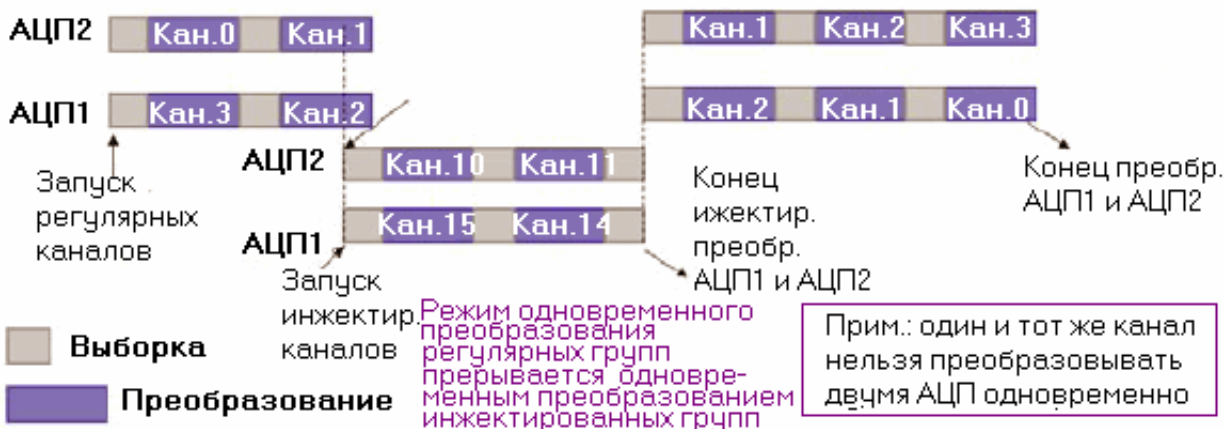 АЦП2 Кан.0 Кан.1 Кан.1 Кан.2 Кан.3
АЦП1 Кан.3 Кан.2 Кан.2 Кан.1 Кан.0
АЦП2 Кан.10 Кан.11
АЦП1 Кан.15 Кан.14
Запуск
регулярных
каналов
Запуск
инжектир.
каналов
Конец
ижектир.
преобр.
АЦП1 и АЦП2
Конец преобр.
АЦП1 и АЦП2
Выборка
Преобразование
Режим одновременного
преобразования
регулярных групп
прерывается одновре-
менным преобразованием
инжектированных групп
Прим.: один и тот же канал
нельзя преобразовывать
двумя АЦП одновременно